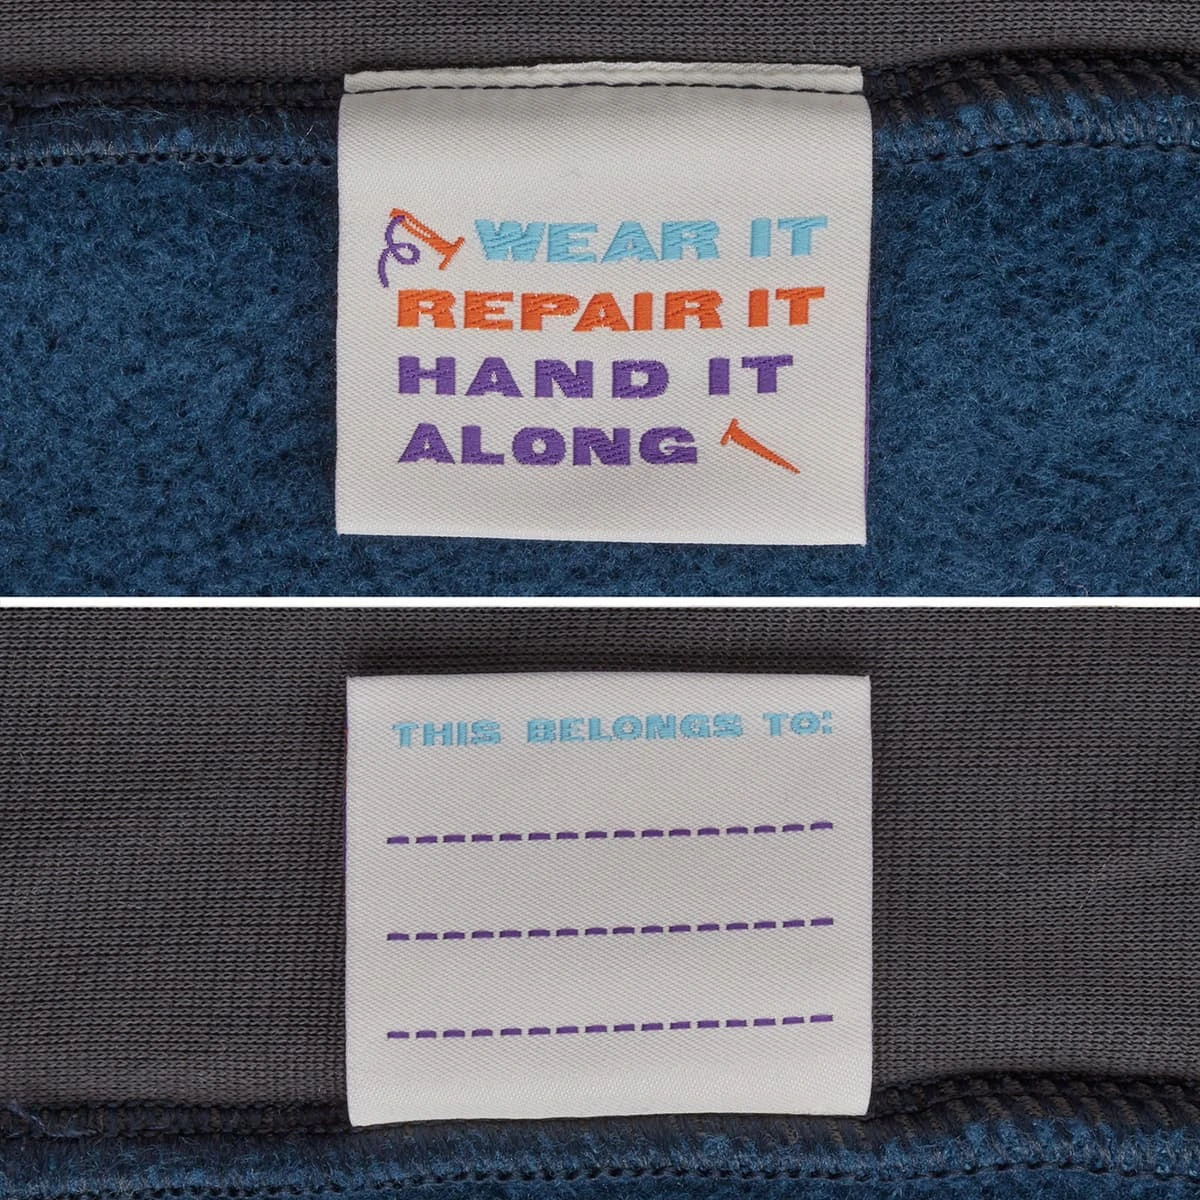 WEAR IT
REPAIR IT
HAND IT
ALONG
THIS BELONGS TO: